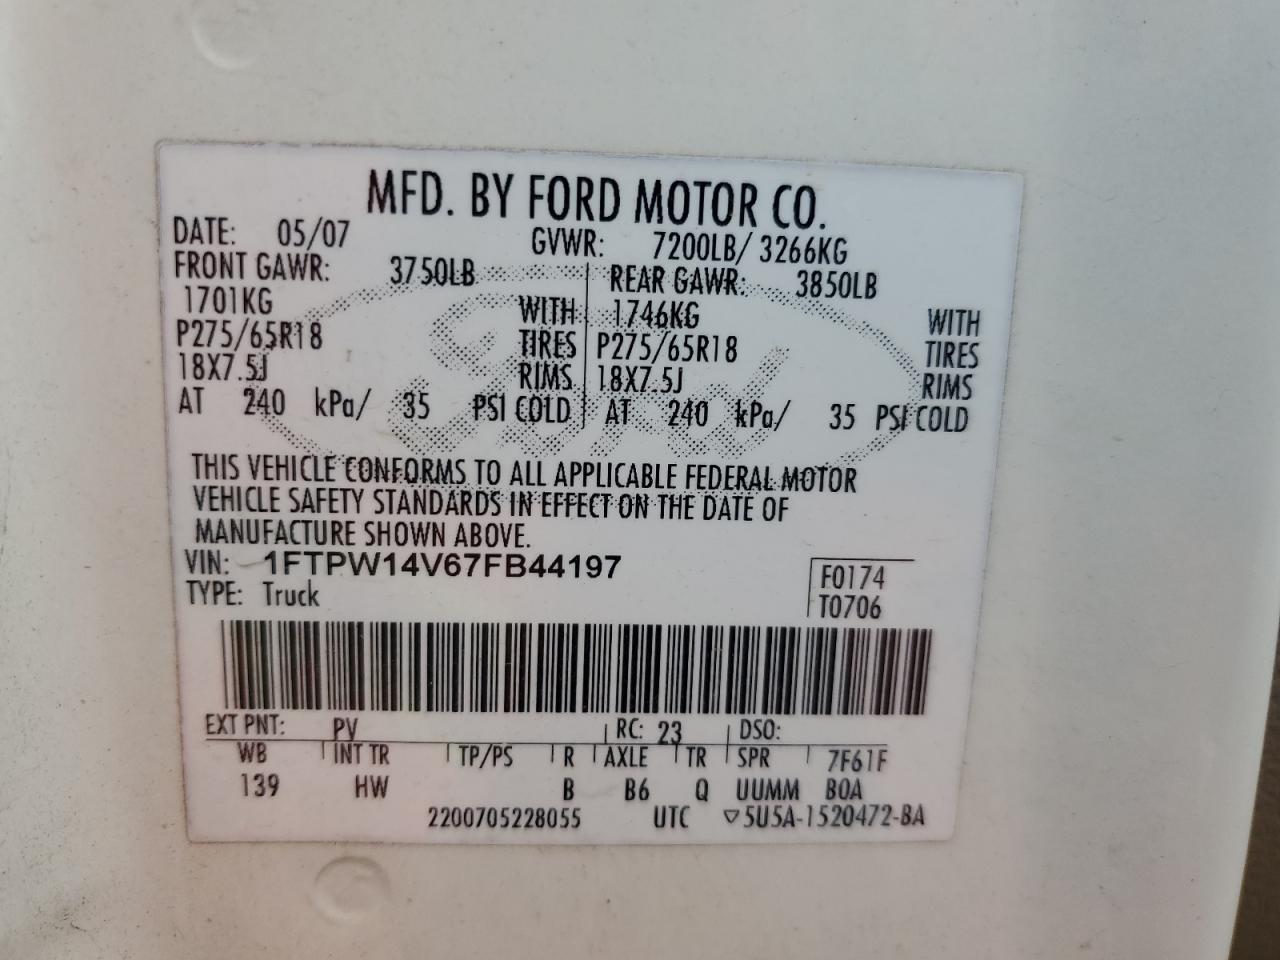 MFD. BY FORD MOTOR CO.
DATE: 05/07 GVWR: 7200LB/ 3266KG
FRONT GAWR: 3750LB REAR GAWR: 3850LB
1701KG WITH 1746KG WITH
P275/65R18 TIRES P275/65R18 TIRES
18X7.5J RIMS 18X7.5J RIMS
AT 240 kPa/ 35 PSI COLD AT 240 kPa/ 35 PSI COLD
THIS VEHICLE CONFORMS TO ALL APPLICABLE FEDERAL MOTOR
VEHICLE SAFETY STANDARDS IN EFFECT ON THE DATE OF
MANUFACTURE SHOWN ABOVE.
VIN: 1FTPW14V67FB44197 F0174
TYPE: Truck T0706
EXT PNT: PV RC: 23 DSO:
WB INT TR TP/PS R AXLE TR SPR 7F61F
139 HW B B6 Q UUMM BOA
2200705228055 UTC ▽5U5A-1520472-BA
Ford